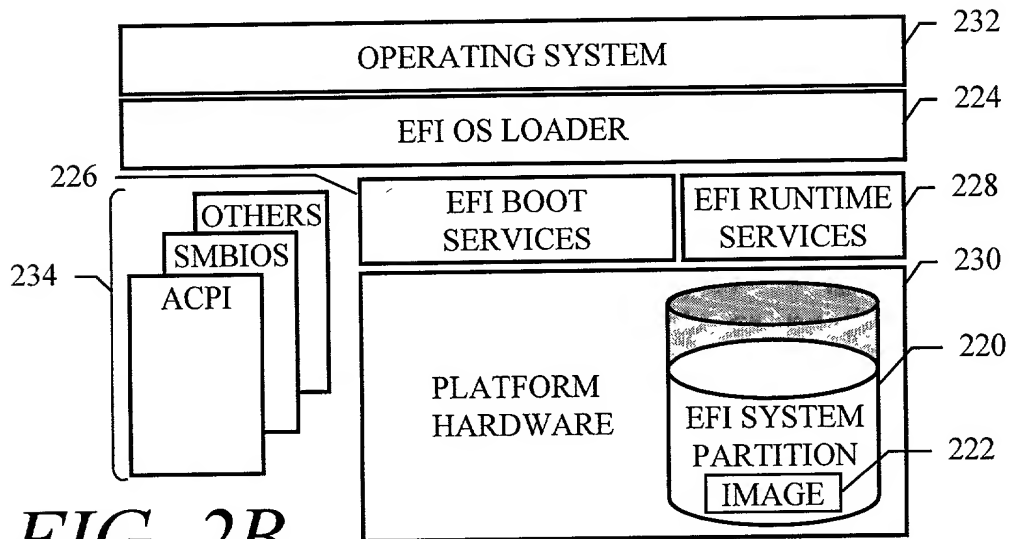 232
OPERATING SYSTEM
224
EFI OS LOADER
226
EFI BOOT
SERVICES
EFI RUNTIME
SERVICES
228
OTHERS
SMBIOS
ACPI
234
230
PLATFORM
HARDWARE
220
EFI SYSTEM
PARTITION
222
IMAGE
FIG. 2B